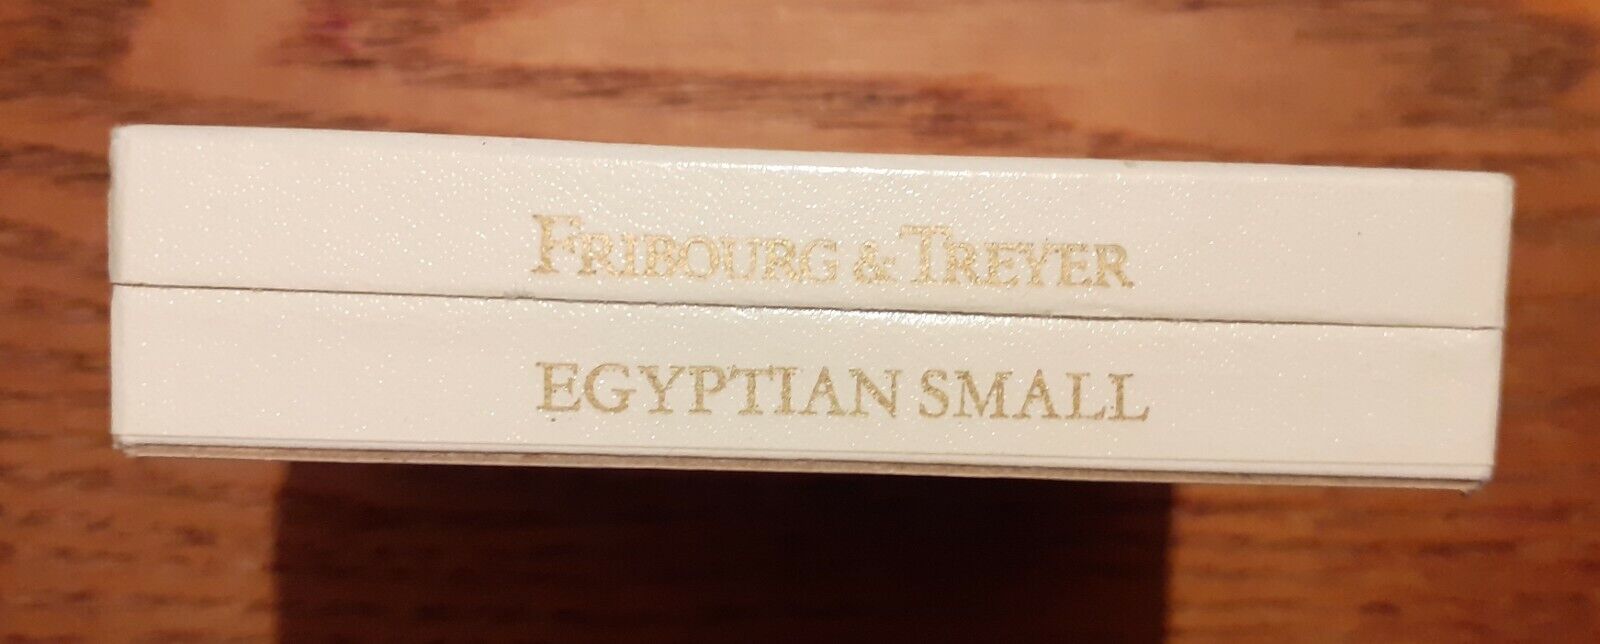 FRIBOURG & TREYER
EGYPTIAN SMALL